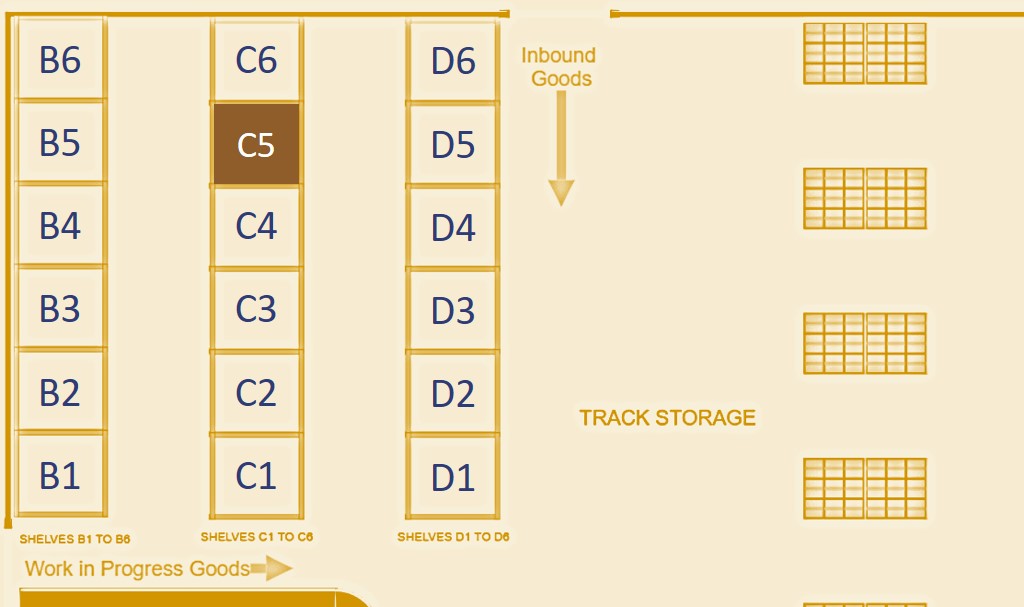 B6
C6
D6
Inbound
Goods
B5
C5
D5
B4
C4
D4
B3
C3
D3
B2
C2
D2
TRACK STORAGE
B1
C1
D1
SHELVES B1 TO B6
SHELVES C1 TO C6
SHELVES D1 TO D6
Work in Progress Goods